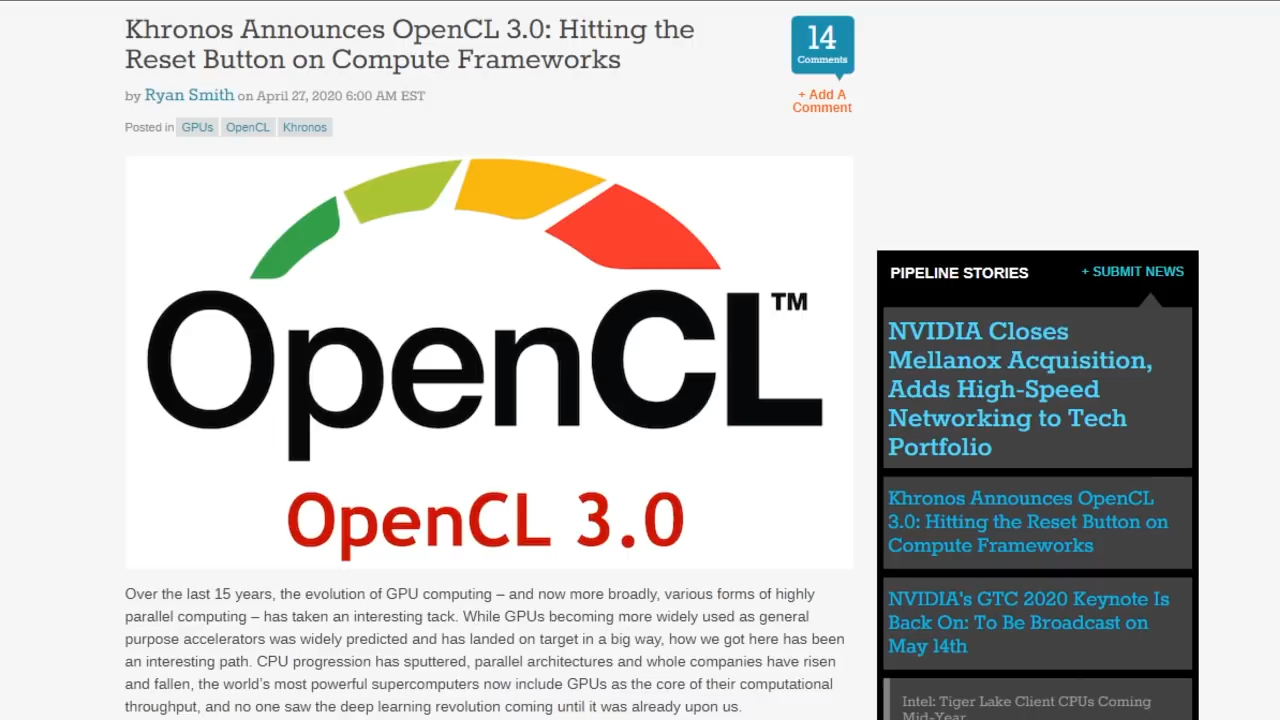 Khronos Announces OpenCL 3.0: Hitting the
Reset Button on Compute Frameworks
by Ryan Smith on April 27, 2020 6:00 AM EST
Posted in GPUs OpenCL Khronos
14
Comments
+ Add A
Comment
OpenCL™
OpenCL 3.0
Over the last 15 years, the evolution of GPU computing – and now more broadly, various forms of highly
parallel computing – has taken an interesting tack. While GPUs becoming more widely used as general
purpose accelerators was widely predicted and has landed on target in a big way, how we got here has been
an interesting path. CPU progression has sputtered, parallel architectures and whole companies have risen
and fallen, the world's most powerful supercomputers now include GPUs as the core of their computational
throughput, and no one saw the deep learning revolution coming until it was already upon us.
PIPELINE STORIES
+ SUBMIT NEWS
NVIDIA Closes
Mellanox Acquisition,
Adds High-Speed
Networking to Tech
Portfolio
Khronos Announces OpenCL
3.0: Hitting the Reset Button on
Compute Frameworks
NVIDIA's GTC 2020 Keynote Is
Back On: To Be Broadcast on
May 14th
Intel: Tiger Lake Client CPUs Coming
Mid-Year